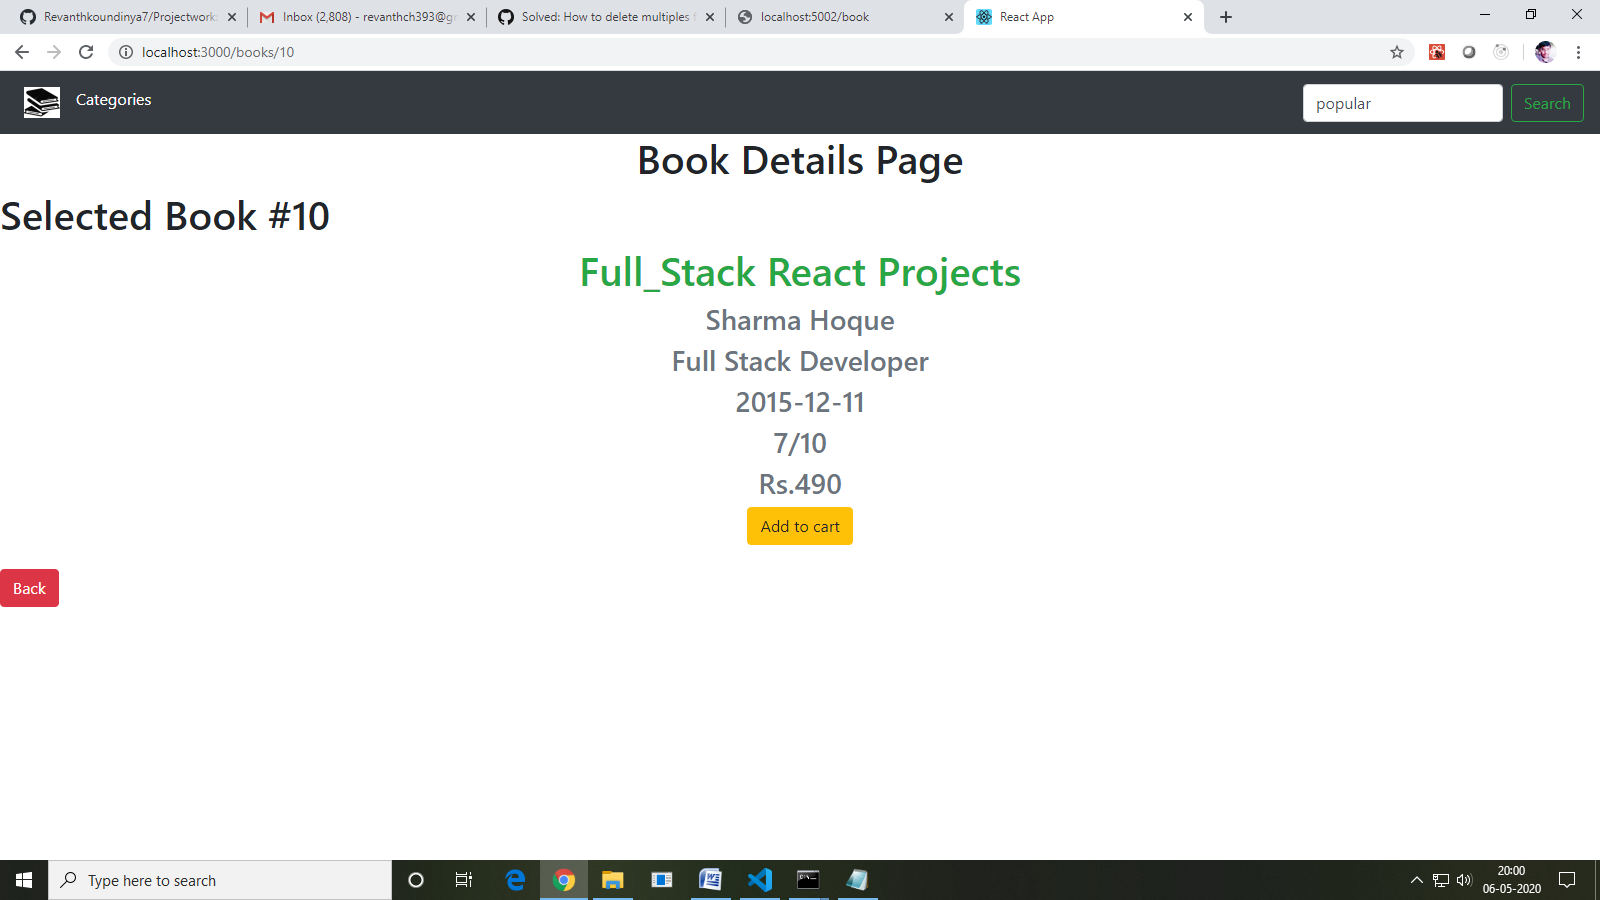 Revanthkoundinya7/Projectwork:
Inbox (2,808) - revanthch393@gm
Solved: How to delete multiples f
localhost:5002/book
React App
localhost:3000/books/10
Categories
popular
Search
Book Details Page
Selected Book #10
Full_Stack React Projects
Sharma Hoque
Full Stack Developer
2015-12-11
7/10
Rs.490
Add to cart
Back
Type here to search
20:00
06-05-2020